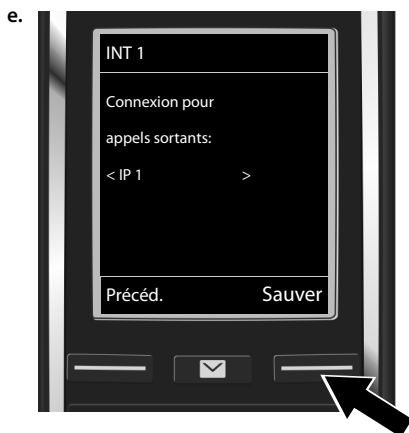 e.
INT 1
Connexion pour
appels sortants:
< IP 1 >
Précéd. Sauver